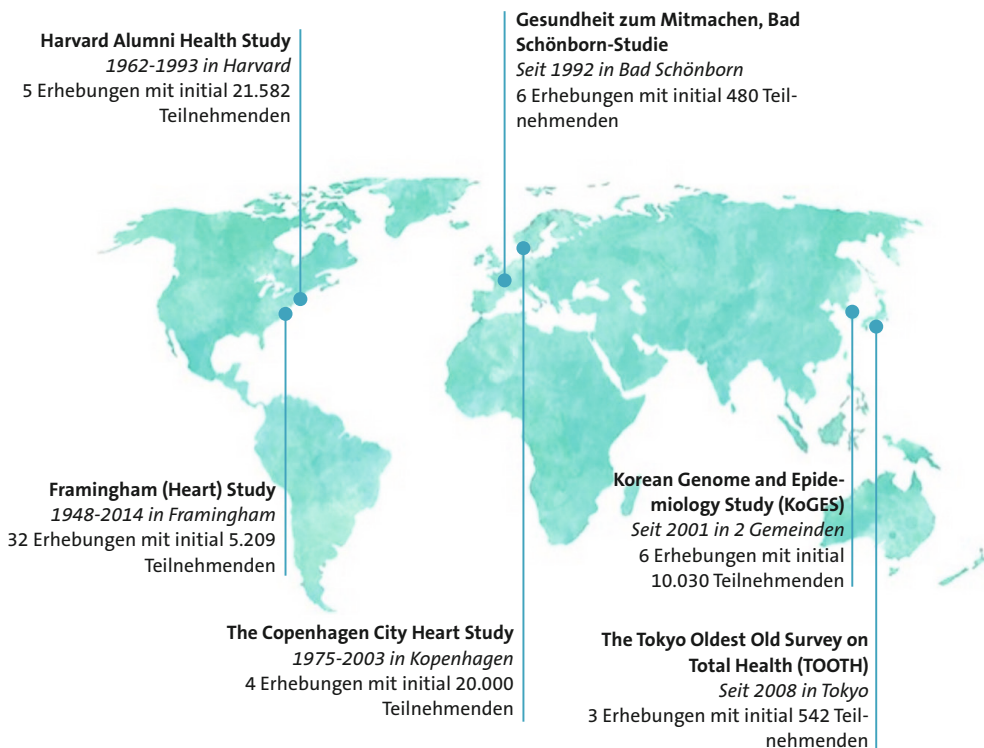 Harvard Alumni Health Study
1962-1993 in Harvard
5 Erhebungen mit initial 21.582
Teilnehmenden
Gesundheit zum Mitmachen, Bad
Schönborn-Studie
Seit 1992 in Bad Schönborn
6 Erhebungen mit initial 480 Teil-
nehmenden
Framingham (Heart) Study
1948-2014 in Framingham
32 Erhebungen mit initial 5.209
Teilnehmenden
Korean Genome and Epide-
miology Study (KoGES)
Seit 2001 in 2 Gemeinden
6 Erhebungen mit initial
10.030 Teilnehmenden
The Copenhagen City Heart Study
1975-2003 in Kopenhagen
4 Erhebungen mit initial 20.000
Teilnehmenden
The Tokyo Oldest Old Survey on
Total Health (TOOTH)
Seit 2008 in Tokyo
3 Erhebungen mit initial 542 Teil-
nehmenden